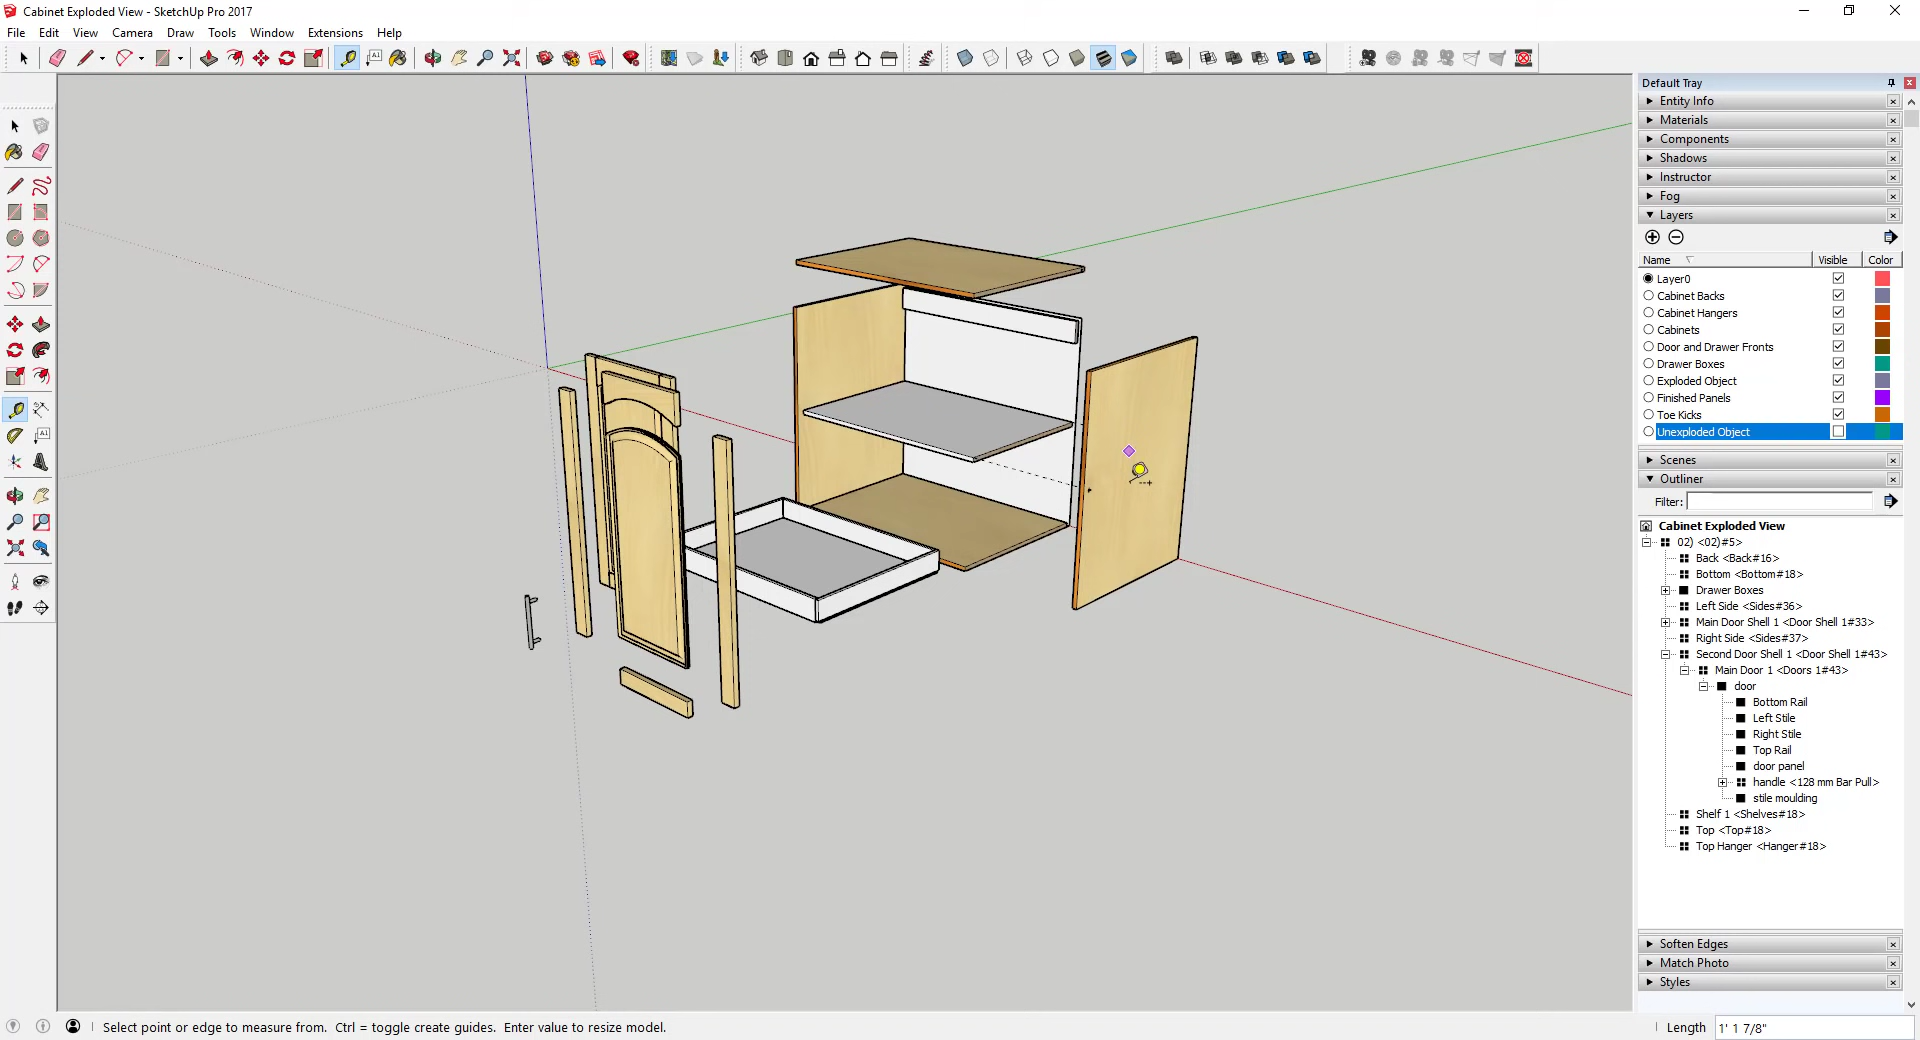 Cabinet Exploded View - SketchUp Pro 2017
File Edit View Camera Draw Tools Window Extensions Help
Default Tray
Entity Info
Materials
Components
Shadows
Instructor
Fog
Layers
Name Visible Color
Layer0
Cabinet Backs
Cabinet Hangers
Cabinets
Door and Drawer Fronts
Drawer Boxes
Exploded Object
Finished Panels
Toe Kicks
Unexploded Object
Scenes
Outliner
Filter:
Cabinet Exploded View
02) <02)#5>
Back <Back#16>
Bottom <Bottom#18>
Drawer Boxes
Left Side <Sides#36>
Main Door Shell 1 <Door Shell 1#33>
Right Side <Sides#37>
Second Door Shell 1 <Door Shell 1#43>
Main Door 1 <Doors 1#43>
door
Bottom Rail
Left Stile
Right Stile
Top Rail
door panel
handle <128 mm Bar Pull>
stile moulding
Shelf 1 <Shelves#18>
Top <Top#18>
Top Hanger <Hanger#18>
Soften Edges
Match Photo
Styles
Select point or edge to measure from. Ctrl = toggle create guides. Enter value to resize model.
Length 1' 1 7/8"